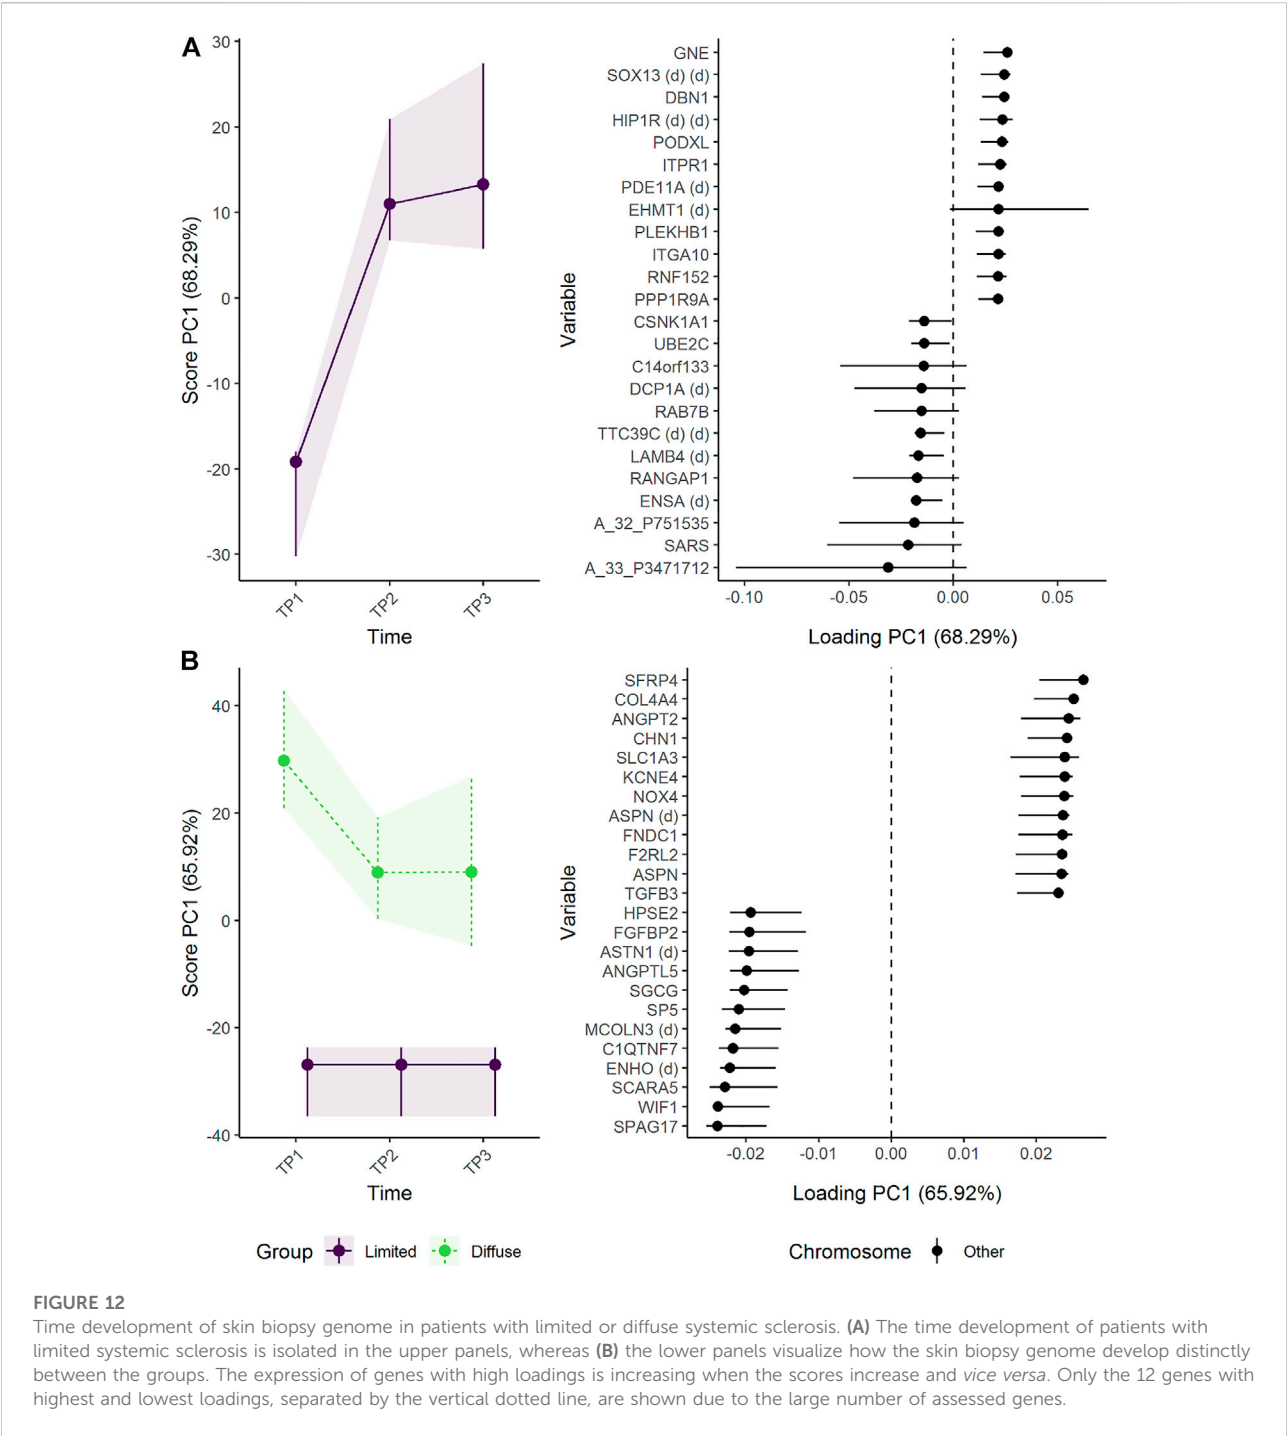 A
30
20
10
0
-10
-20
-30
Score PC1 (68.29%)
TP1
TP2
TP3
Time
Variable
GNE
SOX13 (d) (d)
DBN1
HIP1R (d) (d)
PODXL
ITPR1
PDE11A (d)
EHMT1 (d)
PLEKHB1
ITGA10
RNF152
PPP1R9A
CSNK1A1
UBE2C
C14orf133
DCP1A (d)
RAB7B
TTC39C (d) (d)
LAMB4 (d)
RANGAP1
ENSA (d)
A_32_P751535
SARS
A_33_P3471712
-0.10
-0.05
0.00
0.05
Loading PC1 (68.29%)
B
40
20
0
-20
-40
Score PC1 (65.92%)
TP1
TP2
TP3
Time
Variable
SFRP4
COL4A4
ANGPT2
CHN1
SLC1A3
KCNE4
NOX4
ASPN (d)
FNDC1
F2RL2
ASPN
TGFB3
HPSE2
FGFBP2
ASTN1 (d)
ANGPTL5
SGCG
SP5
MCOLN3 (d)
C1QTNF7
ENHO (d)
SCARA5
WIF1
SPAG17
-0.02
-0.01
0.00
0.01
0.02
Loading PC1 (65.92%)
Group Limited Diffuse
Chromosome Other
FIGURE 12
Time development of skin biopsy genome in patients with limited or diffuse systemic sclerosis. (A) The time development of patients with
limited systemic sclerosis is isolated in the upper panels, whereas (B) the lower panels visualize how the skin biopsy genome develop distinctly
between the groups. The expression of genes with high loadings is increasing when the scores increase and vice versa. Only the 12 genes with
highest and lowest loadings, separated by the vertical dotted line, are shown due to the large number of assessed genes.